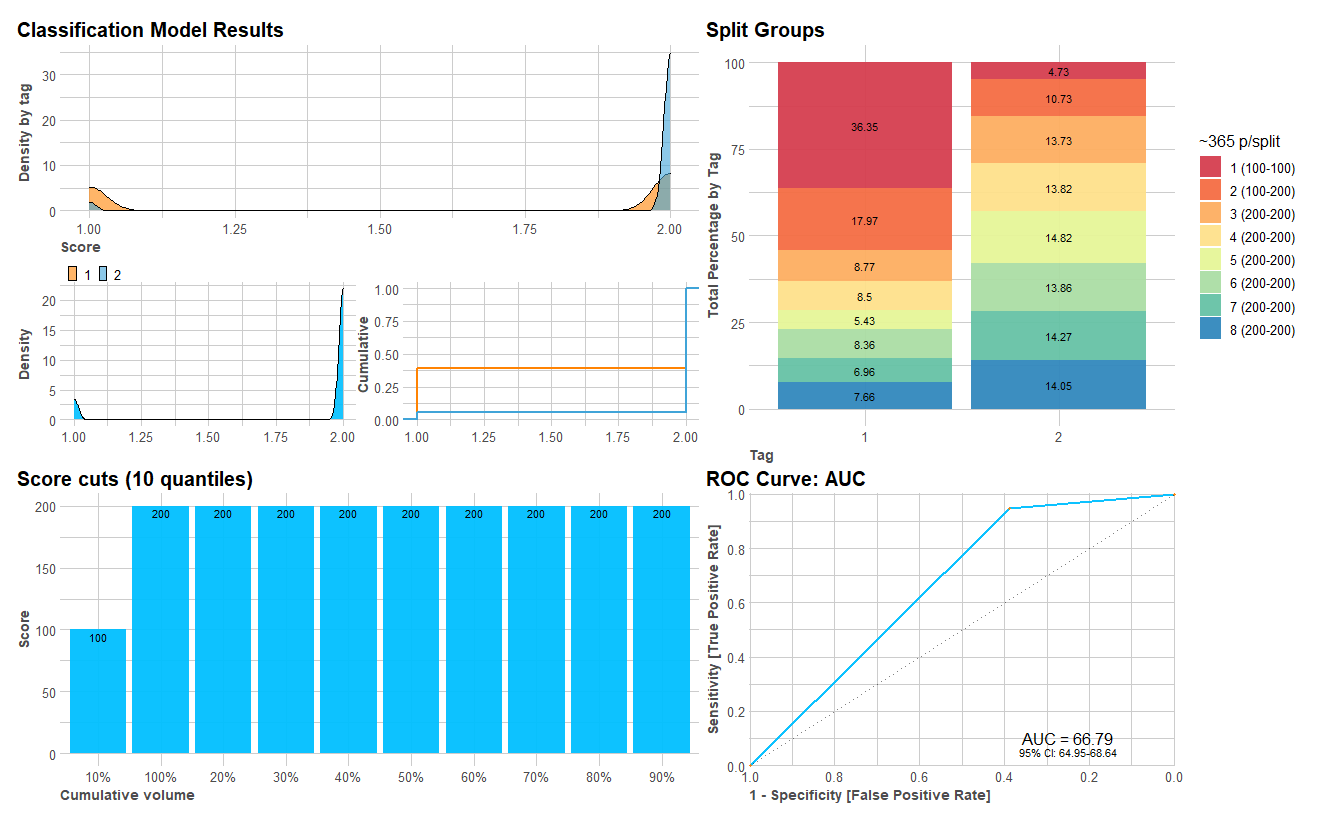 Classification Model Results
Density by tag
30
20
10
0
1.00 1.25 1.50 1.75 2.00
Score
1 2
Density
20
15
10
5
0
1.00 1.25 1.50 1.75 2.00
Cumulative
1.00
0.75
0.50
0.25
0.00
1.00 1.25 1.50 1.75 2.00
Split Groups
Total Percentage by Tag
100
75
50
25
0
36.35
17.97
8.77
8.5
5.43
8.36
6.96
7.66
4.73
10.73
13.73
13.82
14.82
13.86
14.27
14.05
1 2
Tag
~365 p/split
1 (100-100)
2 (100-200)
3 (200-200)
4 (200-200)
5 (200-200)
6 (200-200)
7 (200-200)
8 (200-200)
Score cuts (10 quantiles)
Score
200
150
100
50
0
100 200 200 200 200 200 200 200 200 200
10% 100% 20% 30% 40% 50% 60% 70% 80% 90%
Cumulative volume
ROC Curve: AUC
Sensitivity [True Positive Rate]
1.0
0.8
0.6
0.4
0.2
0.0
AUC = 66.79
95% CI: 64.95-68.64
1.0 0.8 0.6 0.4 0.2 0.0
1 - Specificity [False Positive Rate]